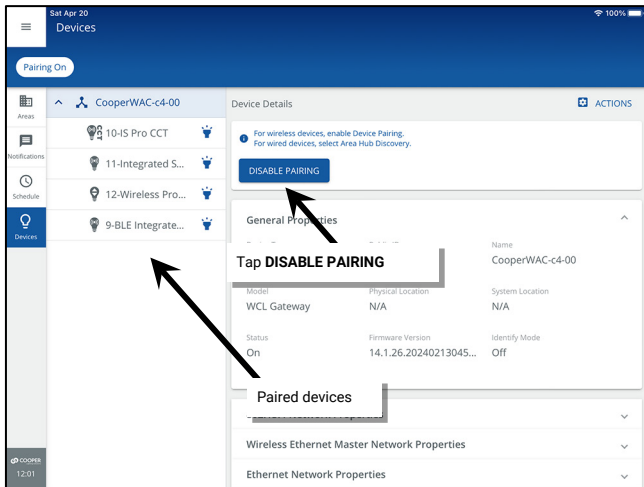 Sat Apr 20
100%
Devices
Pairing On
Areas
Notifications
Schedule
Devices
COOPER
12:01
CooperWAC-c4-00
10-IS Pro CCT
11-Integrated S...
12-Wireless Pro...
9-BLE Integrate...
Device Details
ACTIONS
For wireless devices, enable Device Pairing.
For wired devices, select Area Hub Discovery.
DISABLE PAIRING
General Properties
Tap DISABLE PAIRING
Name
CooperWAC-c4-00
Model
Physical Location
System Location
WCL Gateway
N/A
N/A
Status
Firmware Version
Identify Mode
On
14.1.26.20240213045...
Off
Paired devices
Wireless Ethernet Master Network Properties
Ethernet Network Properties